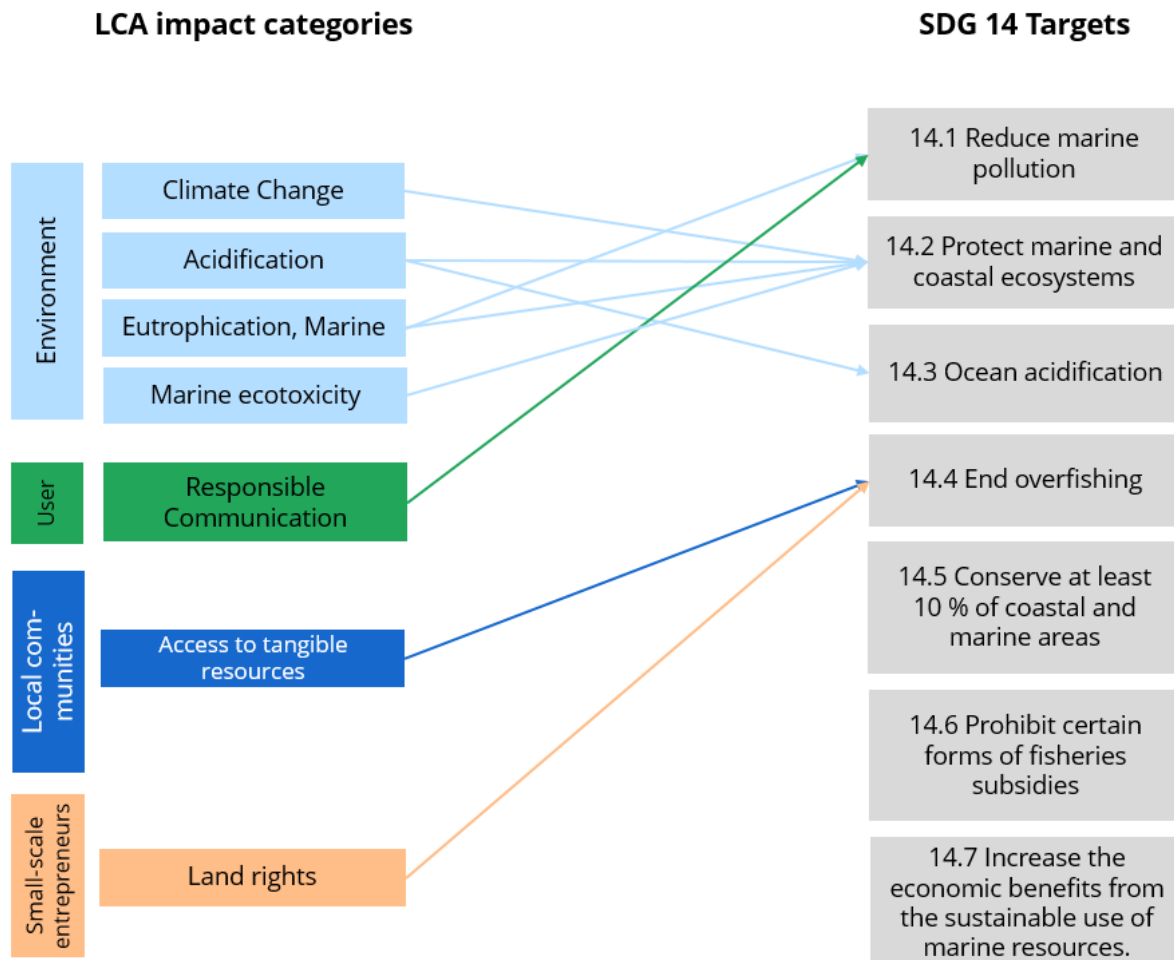 LCA impact categories
SDG 14 Targets
Environment
Climate Change
Acidification
Eutrophication, Marine
Marine ecotoxicity
User
Responsible
Communication
Local com-
munities
Access to tangible
resources
Small-scale
entrepreneurs
Land rights
14.1 Reduce marine
pollution
14.2 Protect marine and
coastal ecosystems
14.3 Ocean acidification
14.4 End overfishing
14.5 Conserve at least
10 % of coastal and
marine areas
14.6 Prohibit certain
forms of fisheries
subsidies
14.7 Increase the
economic benefits from
the sustainable use of
marine resources.